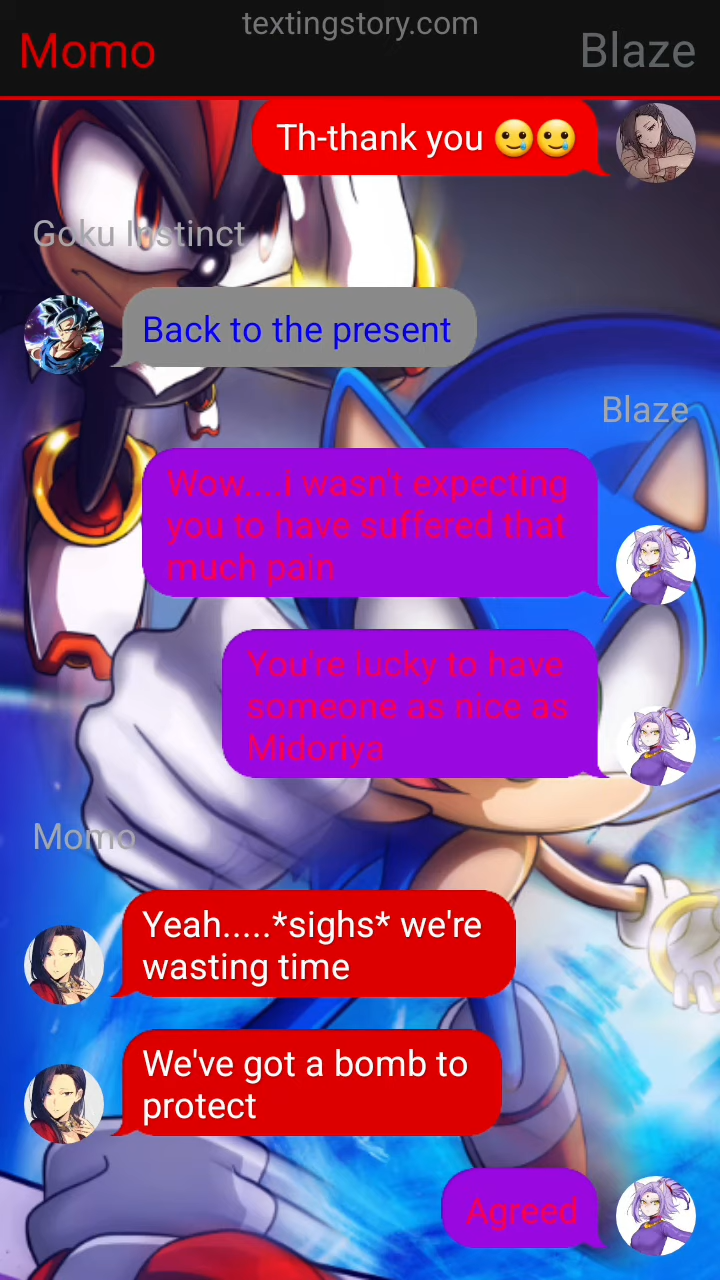 textingstory.com
Momo
Blaze
Th-thank you 🥲🥲
Goku Instinct
Back to the present
Blaze
Wow....i wasn't expecting
you to have suffered that
much pain
You're lucky to have
someone as nice as
Midoriya
Momo
Yeah.....*sighs* we're
wasting time
We've got a bomb to
protect
Agreed